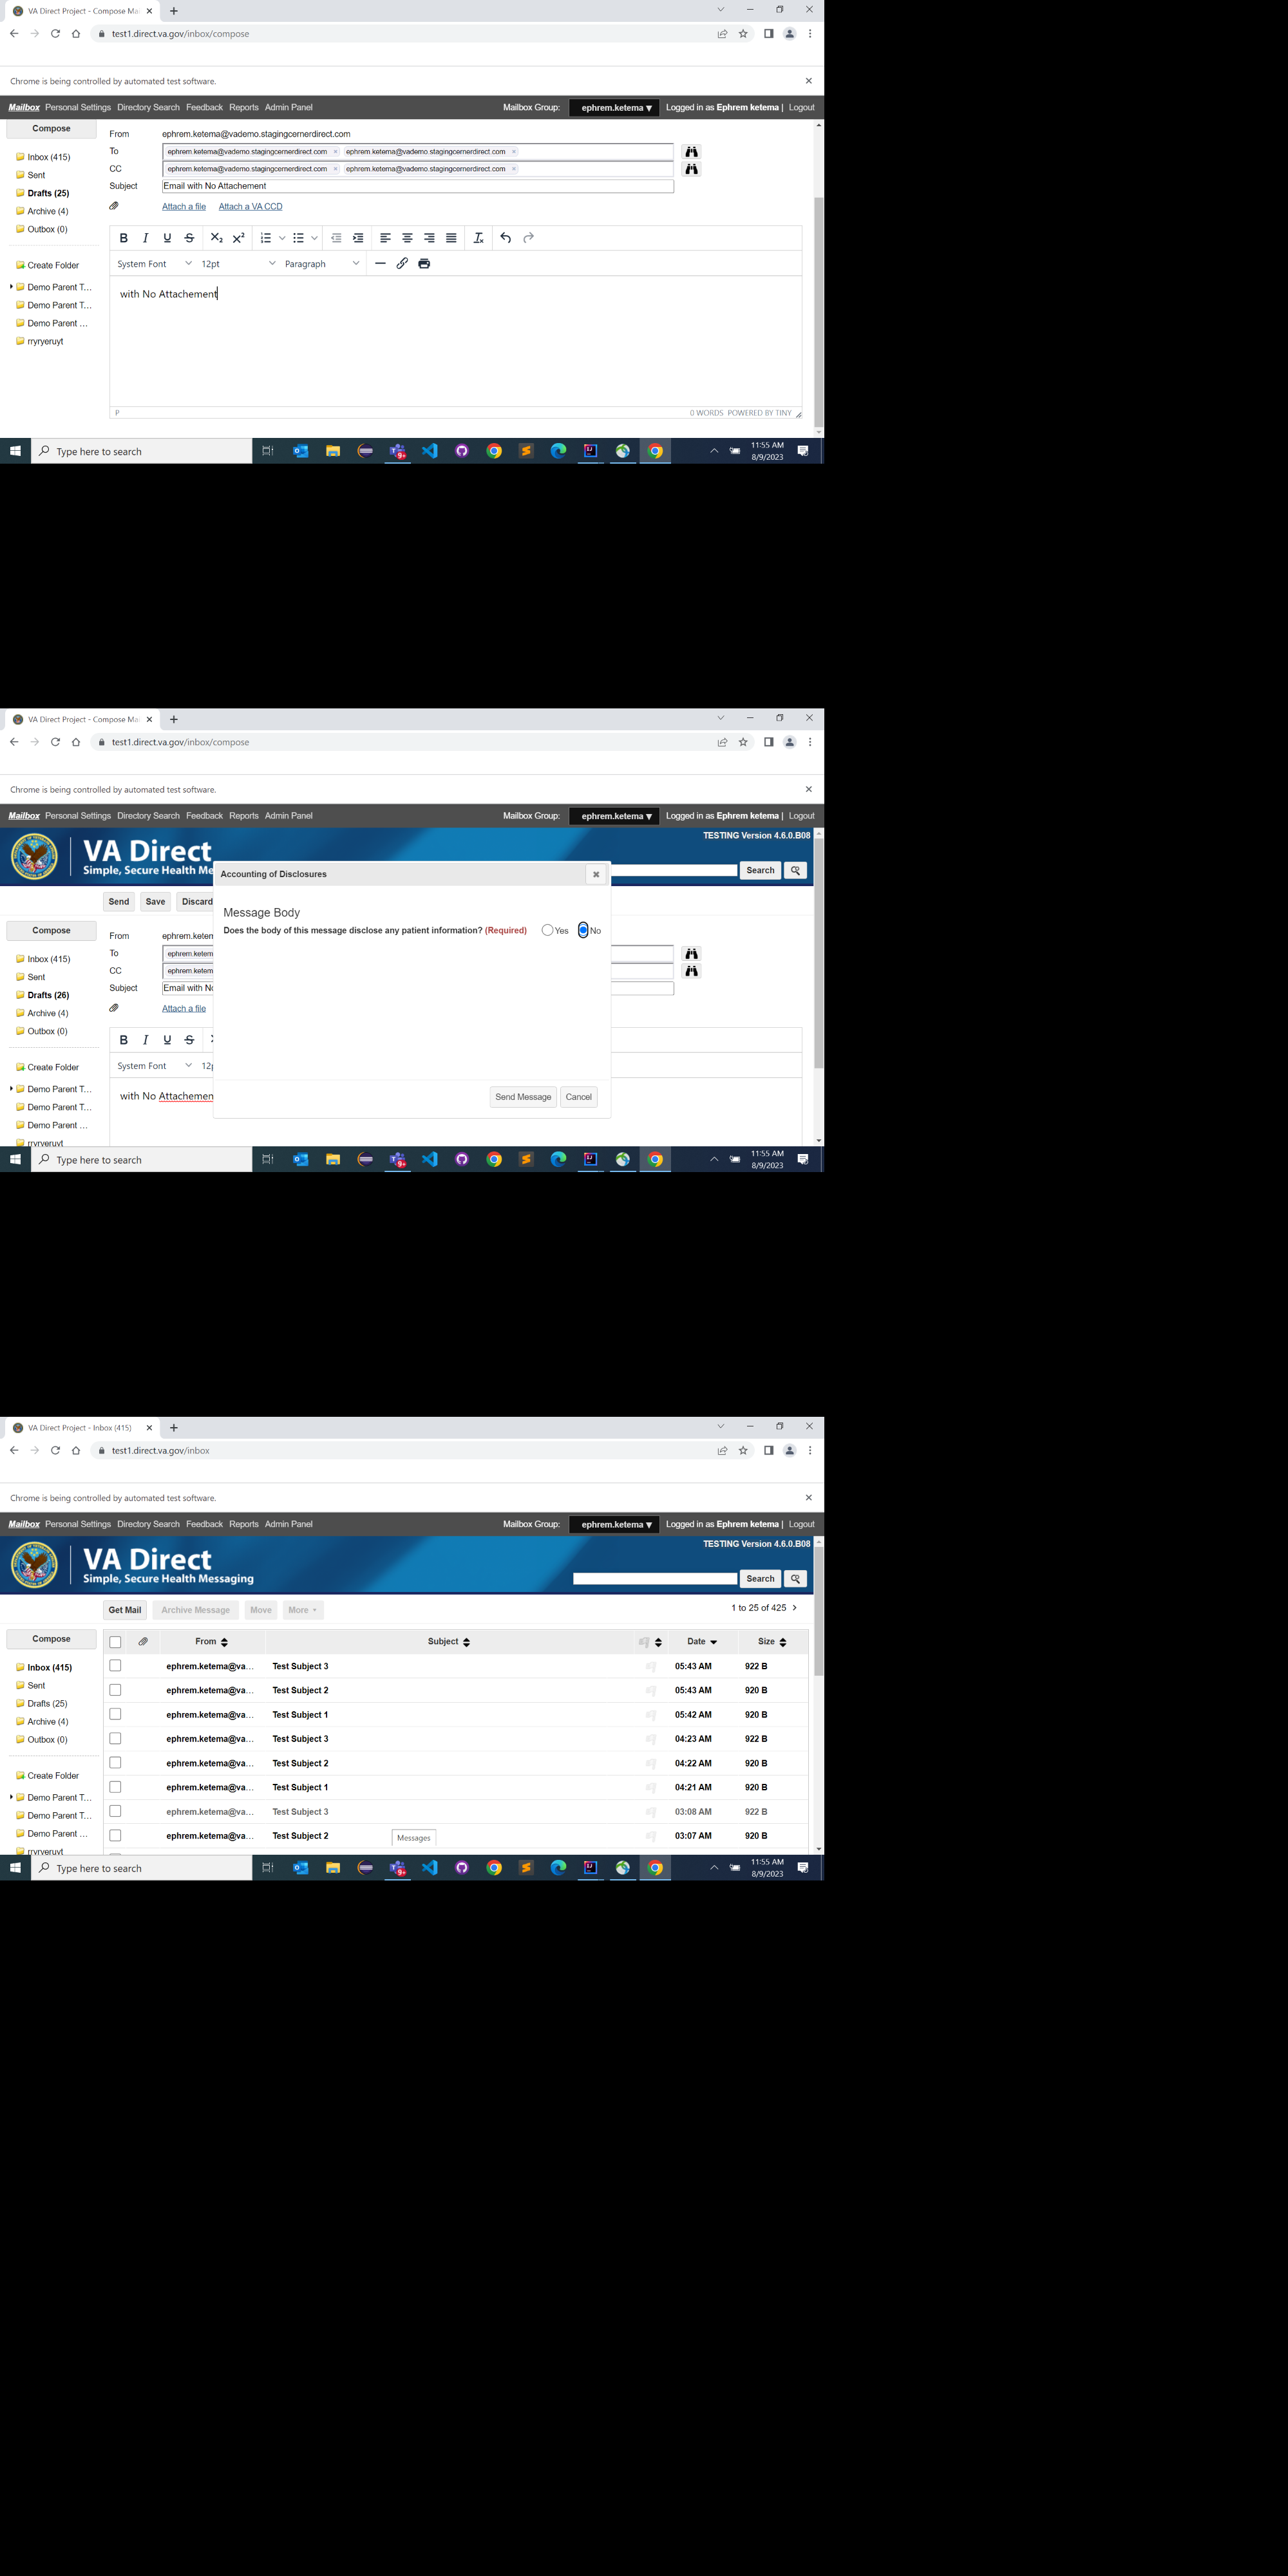 VA Direct Project - Compose Ma
test1.direct.va.gov/inbox/compose
Chrome is being controlled by automated test software.
Mailbox Personal Settings Directory Search Feedback Reports Admin Panel Mailbox Group: ephrem.ketema ▼ Logged in as Ephrem ketema | Logout
Compose
From ephrem.ketema@vademo.stagingcernerdirect.com
To ephrem.ketema@vademo.stagingcernerdirect.com × ephrem.ketema@vademo.stagingcernerdirect.com ×
Inbox (415)
CC ephrem.ketema@vademo.stagingcernerdirect.com × ephrem.ketema@vademo.stagingcernerdirect.com ×
Sent
Subject Email with No Attachement
Drafts (25)
Attach a file Attach a VA CCD
Archive (4)
Outbox (0)
B I U S X₂ X²
System Font 12pt Paragraph
Create Folder
Demo Parent T...
with No Attachement
Demo Parent T...
Demo Parent ...
rryryeruyt
P 0 WORDS POWERED BY TINY
Type here to search
9+
11:55 AM
8/9/2023
VA Direct Project - Compose Ma
test1.direct.va.gov/inbox/compose
Chrome is being controlled by automated test software.
Mailbox Personal Settings Directory Search Feedback Reports Admin Panel Mailbox Group: ephrem.ketema ▼ Logged in as Ephrem ketema | Logout
TESTING Version 4.6.0.B08
VA Direct
Simple, Secure Health Me
Search
Accounting of Disclosures
Send Save Discard
Message Body
Does the body of this message disclose any patient information? (Required) Yes No
Compose
From ephrem.keterr
To ephrem.ketem
Inbox (415)
CC ephrem.ketem
Sent
Subject Email with No
Drafts (26)
Attach a file
Archive (4)
Outbox (0)
B I U S
System Font 12p
Create Folder
Demo Parent T...
with No Attachemen
Send Message Cancel
Demo Parent T...
Demo Parent ...
rryryeruyt
Type here to search
9+
11:55 AM
8/9/2023
VA Direct Project - Inbox (415)
test1.direct.va.gov/inbox
Chrome is being controlled by automated test software.
Mailbox Personal Settings Directory Search Feedback Reports Admin Panel Mailbox Group: ephrem.ketema ▼ Logged in as Ephrem ketema | Logout
TESTING Version 4.6.0.B08
VA Direct
Simple, Secure Health Messaging
Search
Get Mail Archive Message Move More 1 to 25 of 425
Compose
From Subject Date Size
Inbox (415)
Sent
Drafts (25)
Archive (4)
Outbox (0)
Create Folder
Demo Parent T...
Demo Parent T...
Demo Parent ...
rryryeruyt
ephrem.ketema@va... Test Subject 3 05:43 AM 922 B
ephrem.ketema@va... Test Subject 2 05:43 AM 920 B
ephrem.ketema@va... Test Subject 1 05:42 AM 920 B
ephrem.ketema@va... Test Subject 3 04:23 AM 922 B
ephrem.ketema@va... Test Subject 2 04:22 AM 920 B
ephrem.ketema@va... Test Subject 1 04:21 AM 920 B
ephrem.ketema@va... Test Subject 3 03:08 AM 922 B
ephrem.ketema@va... Test Subject 2 03:07 AM 920 B
Messages
Type here to search
9+
11:55 AM
8/9/2023